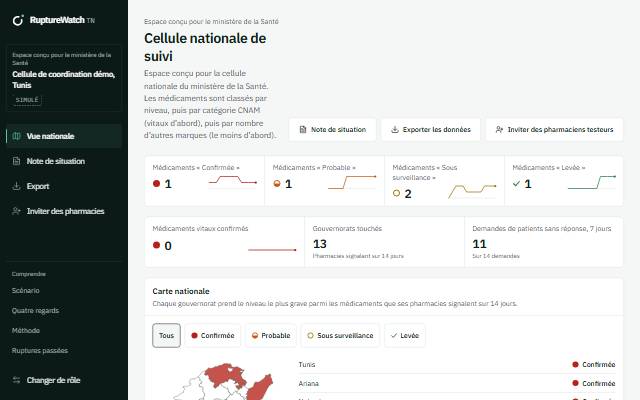 RuptureWatch TN
Espace conçu pour le ministère de la
Santé
Cellule de coordination démo,
Tunis
SIMULÉ
Vue nationale
Note de situation
Export
Inviter des pharmacies
Comprendre
Scénario
Quatre regards
Méthode
Ruptures passées
Changer de rôle
Espace conçu pour le ministère de la Santé
Cellule nationale de
suivi
Espace conçu pour la cellule
nationale du ministère de la Santé.
Les médicaments sont classés par
niveau, puis par catégorie CNAM
(vitaux d'abord), puis par nombre
d'autres marques (le moins d'abord).
Note de situation
Exporter les données
Inviter des pharmaciens testeurs
Médicaments « Confirmée »
1
Médicaments « Probable »
1
Médicaments « Sous
surveillance »
2
Médicaments « Levée »
1
Médicaments vitaux confirmés
0
Gouvernorats touchés
13
Pharmaciens signalant sur 14 jours
Demandes de patients sans réponse, 7 jours
11
Sur 14 demandes
Carte nationale
Chaque gouvernorat prend le niveau le plus grave parmi les médicaments que ses pharmacies signalent sur 14 jours.
Tous
Confirmée
Probable
Sous surveillance
Levée
Tunis
Confirmée
Ariana
Confirmée